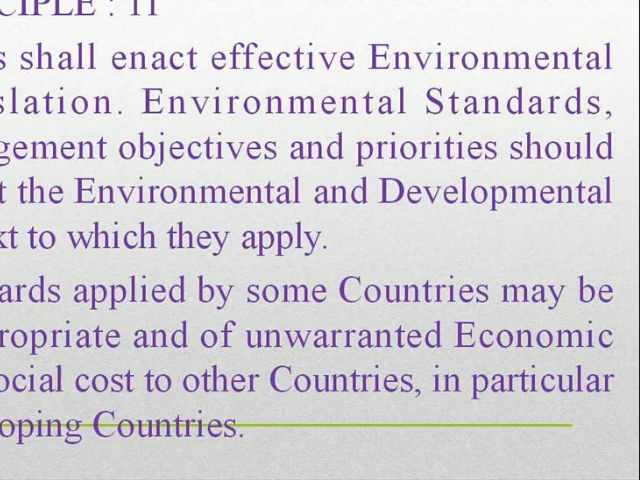 CIPLE : 11
s shall enact effective Environmental
slation. Environmental Standards,
gement objectives and priorities should
t the Environmental and Developmental
xt to which they apply.
ards applied by some Countries may be
ropriate and of unwarranted Economic
ocial cost to other Countries, in particular
oping Countries.